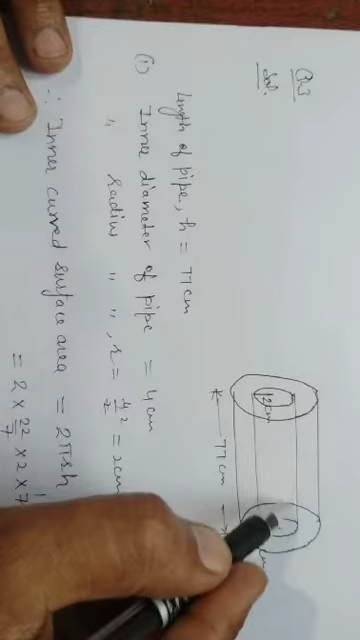 Q.3
Sol.
Length of pipe, h = 77 cm
(i) Inner diameter of pipe = 4 cm
" radius " ", r = 4/2 = 2 cm
∴ Inner curved surface area = 2πrh
= 2 × 22/7 × 2 × 7
77 cm